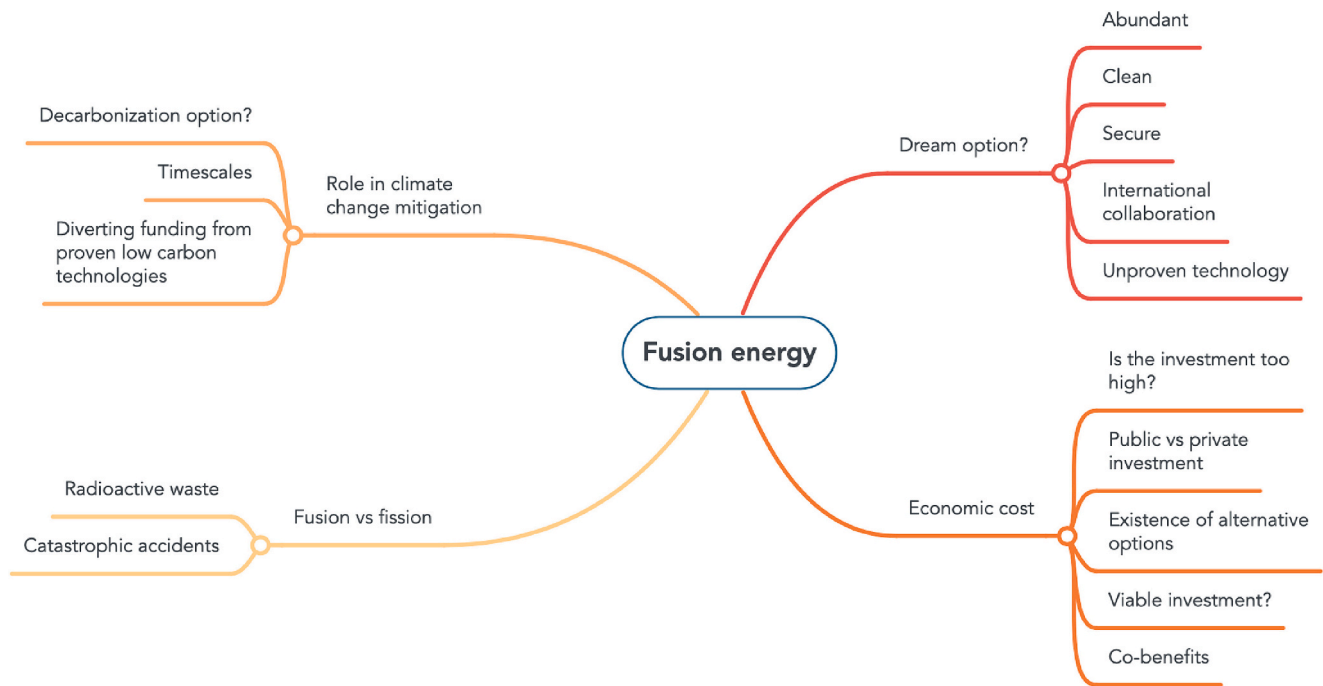 Fusion energy
Dream option?
Abundant
Clean
Secure
International
collaboration
Unproven technology
Economic cost
Is the investment too
high?
Public vs private
investment
Existence of alternative
options
Viable investment?
Co-benefits
Role in climate
change mitigation
Decarbonization option?
Timescales
Diverting funding from
proven low carbon
technologies
Fusion vs fission
Radioactive waste
Catastrophic accidents